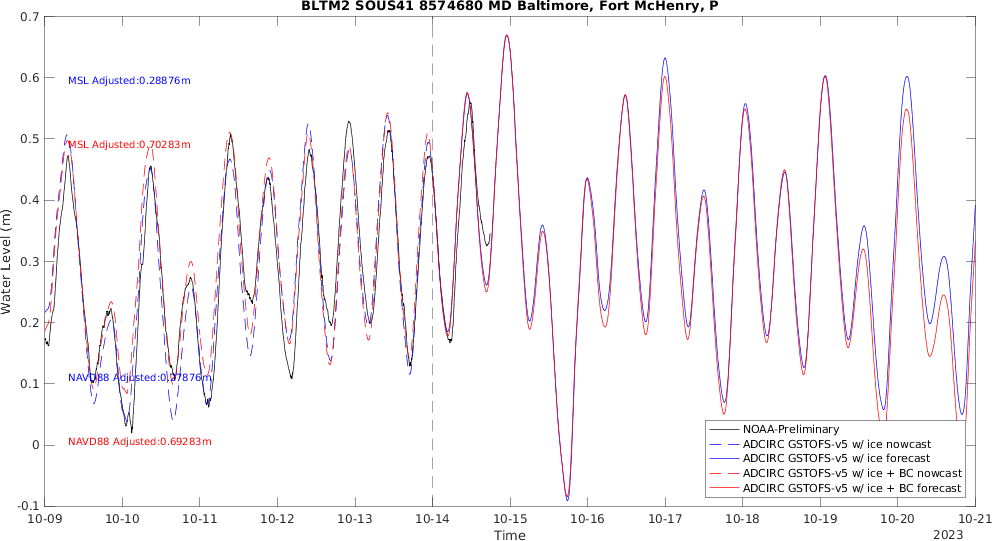 BLTM2 SOUS41 8574680 MD Baltimore, Fort McHenry, P
0.7
0.6
0.5
0.4
0.3
0.2
0.1
0
-0.1
Water Level (m)
MSL Adjusted:0.28876m
MSL Adjusted:0.70283m
NAVD88 Adjusted:0.27876m
NAVD88 Adjusted:0.69283m
NOAA-Preliminary
ADCIRC GSTOFS-v5 w/ ice nowcast
ADCIRC GSTOFS-v5 w/ ice forecast
ADCIRC GSTOFS-v5 w/ ice + BC nowcast
ADCIRC GSTOFS-v5 w/ ice + BC forecast
10-09 10-10 10-11 10-12 10-13 10-14 10-15 10-16 10-17 10-18 10-19 10-20 10-21
Time
2023